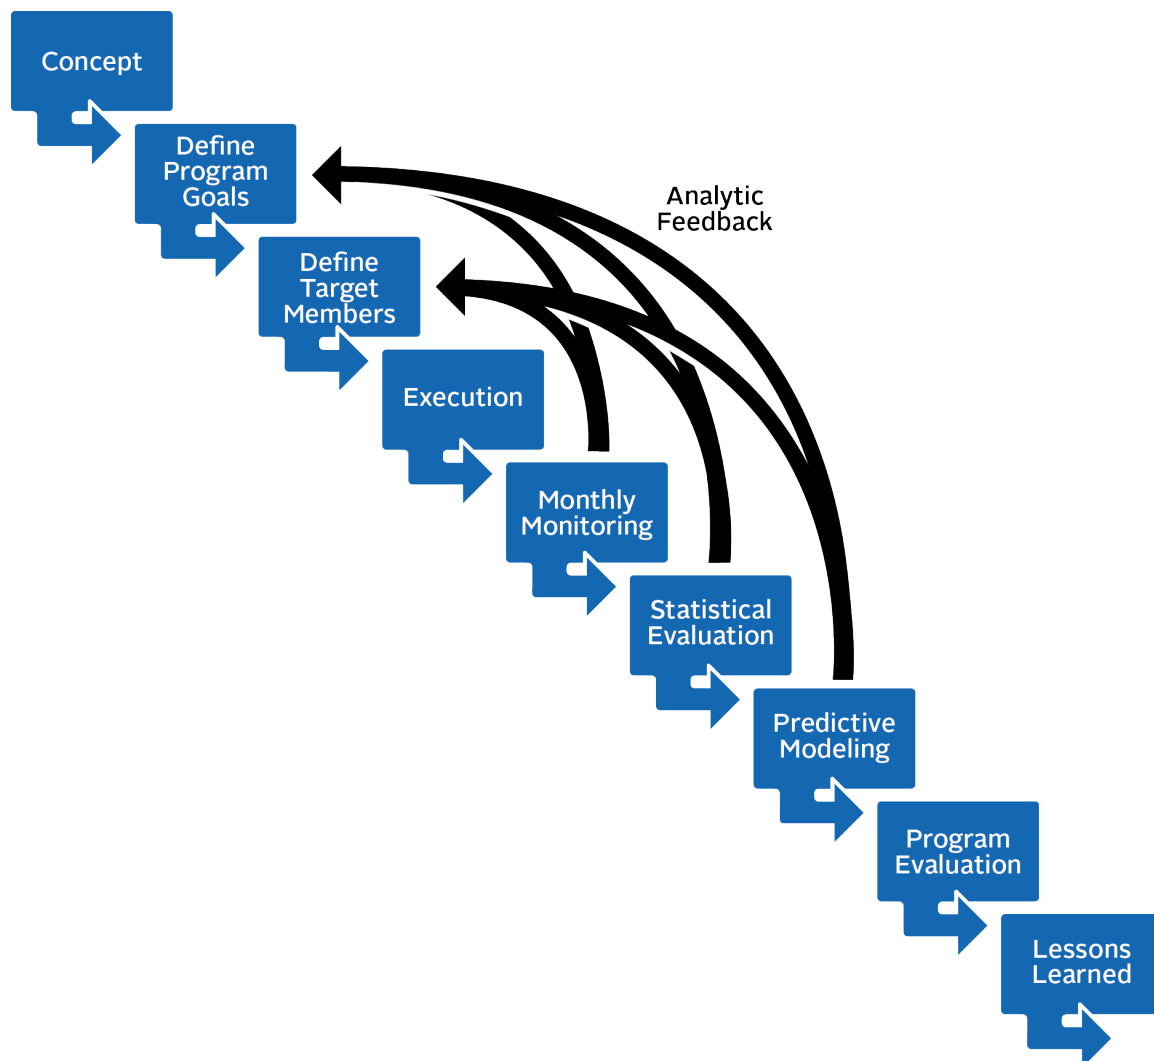 Concept
Define
Program
Goals
Analytic
Feedback
Define
Target
Members
Execution
Monthly
Monitoring
Statistical
Evaluation
Predictive
Modeling
Program
Evaluation
Lessons
Learned